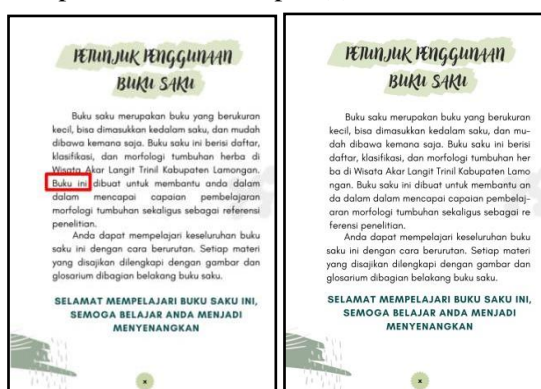 PETUNJUK PENGGUNAAN
BUKU SAKU
Buku saku merupakan buku yang berukuran
kecil, bisa dimasukkan kedalam saku, dan mudah
dibawa kemana saja. Buku saku ini berisi daftar,
klasifikasi, dan morfologi tumbuhan herba di
Wisata Akar Langit Trinil Kabupaten Lamongan.
Buku ini dibuat untuk membantu anda dalam
dalam mencapai capaian pembelajaran
morfologi tumbuhan sekaligus sebagai referensi
penelitian.
Anda dapat mempelajari keseluruhan buku
saku ini dengan cara berurutan. Setiap materi
yang disajikan dilengkapi dengan gambar dan
glosarium dibagian belakang buku saku.
SELAMAT MEMPELAJARI BUKU SAKU INI,
SEMOGA BELAJAR ANDA MENJADI
MENYENANGKAN
x
PETUNJUK PENGGUNAAN
BUKU SAKU
Buku saku merupakan buku yang berukuran
kecil, bisa dimasukkan kedalam saku, dan mu-
dah dibawa kemana saja. Buku saku ini berisi
daftar, klasifikasi, dan morfologi tumbuhan her
ba di Wisata Akar Langit Trinil Kabupaten Lamo
ngan. Buku saku ini dibuat untuk membantu an
da dalam dalam mencapai capaian pembelaj-
aran morfologi tumbuhan sekaligus sebagai re
ferensi penelitian.
Anda dapat mempelajari keseluruhan buku
saku ini dengan cara berurutan. Setiap materi
yang disajikan dilengkapi dengan gambar dan
glosarium dibagian belakang buku saku.
SELAMAT MEMPELAJARI BUKU SAKU INI,
SEMOGA BELAJAR ANDA MENJADI
MENYENANGKAN
x